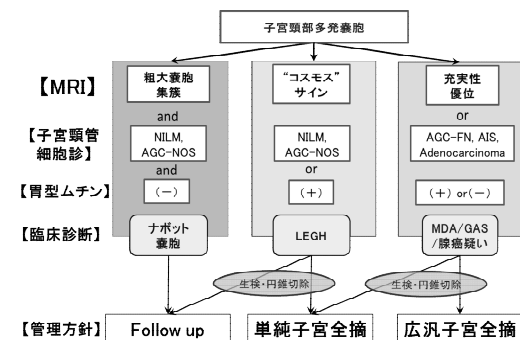 子宮頸部多発嚢胞
【MRI】
粗大嚢胞
集簇
“コスモス”
サイン
充実性
優位
and
or
【子宮頸管
細胞診】
NILM,
AGC-NOS
NILM,
AGC-NOS
AGC-FN, AIS,
Adenocarcinoma
and
or
【胃型ムチン】
(－)
(＋)
(＋) or(－)
【臨床診断】
ナボット
嚢胞
LEGH
MDA/GAS
/腺癌疑い
生検・円錐切除
生検・円錐切除
【管理方針】
Follow up
単純子宮全摘
広汎子宮全摘